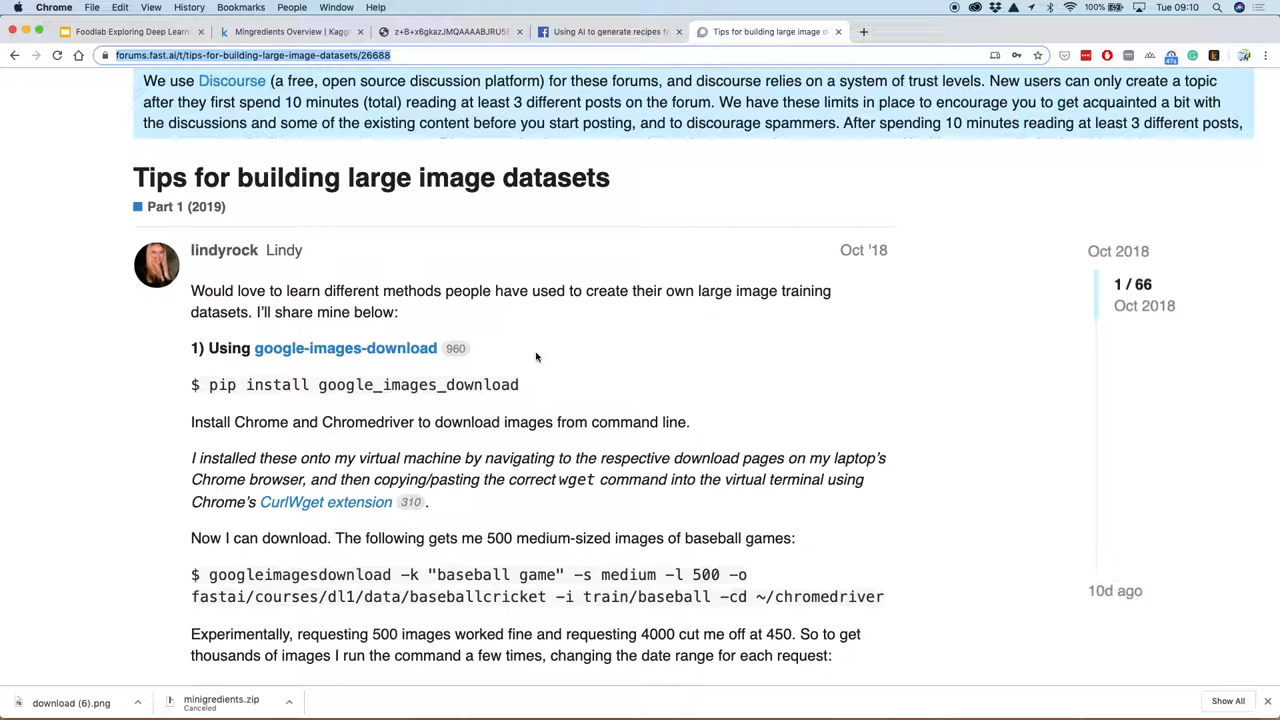 Chrome File Edit View History Bookmarks People Window Help 100% Tue 09:10
Foodlab Exploring Deep Learn
Mingredients Overview | Kagg
z+B+x6gkazJMQAAAABJRU5E
Using AI to generate recipes f
Tips for building large image d
forums.fast.ai/t/tips-for-building-large-image-datasets/26688
We use Discourse (a free, open source discussion platform) for these forums, and discourse relies on a system of trust levels. New users can only create a topic
after they first spend 10 minutes (total) reading at least 3 different posts on the forum. We have these limits in place to encourage you to get acquainted a bit with
the discussions and some of the existing content before you start posting, and to discourage spammers. After spending 10 minutes reading at least 3 different posts,
Tips for building large image datasets
Part 1 (2019)
lindyrock Lindy Oct '18
Would love to learn different methods people have used to create their own large image training
datasets. I'll share mine below:
1) Using google-images-download 960
$ pip install google_images_download
Install Chrome and Chromedriver to download images from command line.
I installed these onto my virtual machine by navigating to the respective download pages on my laptop's
Chrome browser, and then copying/pasting the correct wget command into the virtual terminal using
Chrome's CurlWget extension 310 .
Now I can download. The following gets me 500 medium-sized images of baseball games:
$ googleimagesdownload -k "baseball game" -s medium -l 500 -o
fastai/courses/dl1/data/baseballcricket -i train/baseball -cd ~/chromedriver
Experimentally, requesting 500 images worked fine and requesting 4000 cut me off at 450. So to get
thousands of images I run the command a few times, changing the date range for each request:
Oct 2018
1 / 66
Oct 2018
10d ago
download (6).png
minigredients.zip
Canceled
Show All